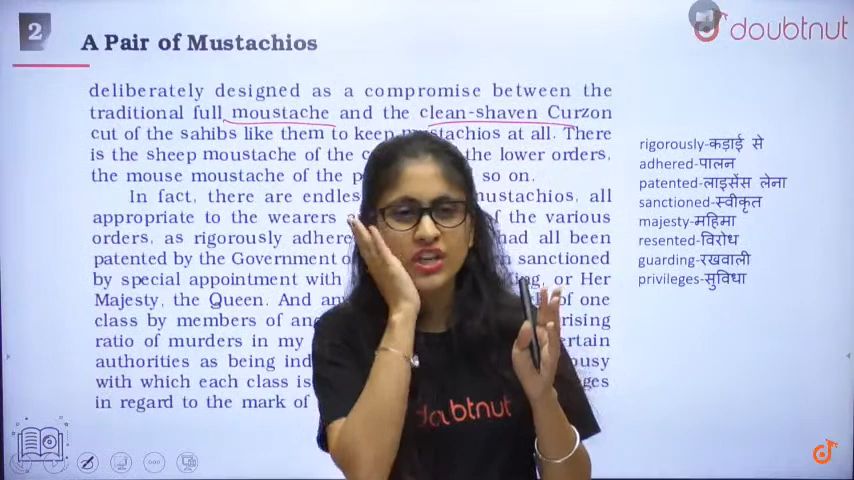 2
A Pair of Mustachios
doubtnut
deliberately designed as a compromise between the
traditional full moustache and the clean-shaven Curzon
cut of the sahibs like them to keep mustachios at all. There
is the sheep moustache of the the lower orders,
the mouse moustache of the so on.
In fact, there are endless mustachios, all
appropriate to the wearers of the various
orders, as rigorously adhered had all been
patented by the Government sanctioned
by special appointment with or Her
Majesty, the Queen. And any of one
class by members of rising
ratio of murders in my
authorities as being
with which each class is
in regard to the mark of
rigorously-कड़ाई से
adhered-पालन
patented-लाइसेंस लेना
sanctioned-स्वीकृत
majesty-महिमा
resented-विरोध
guarding-रखवाली
privileges-सुविधा
doubtnut